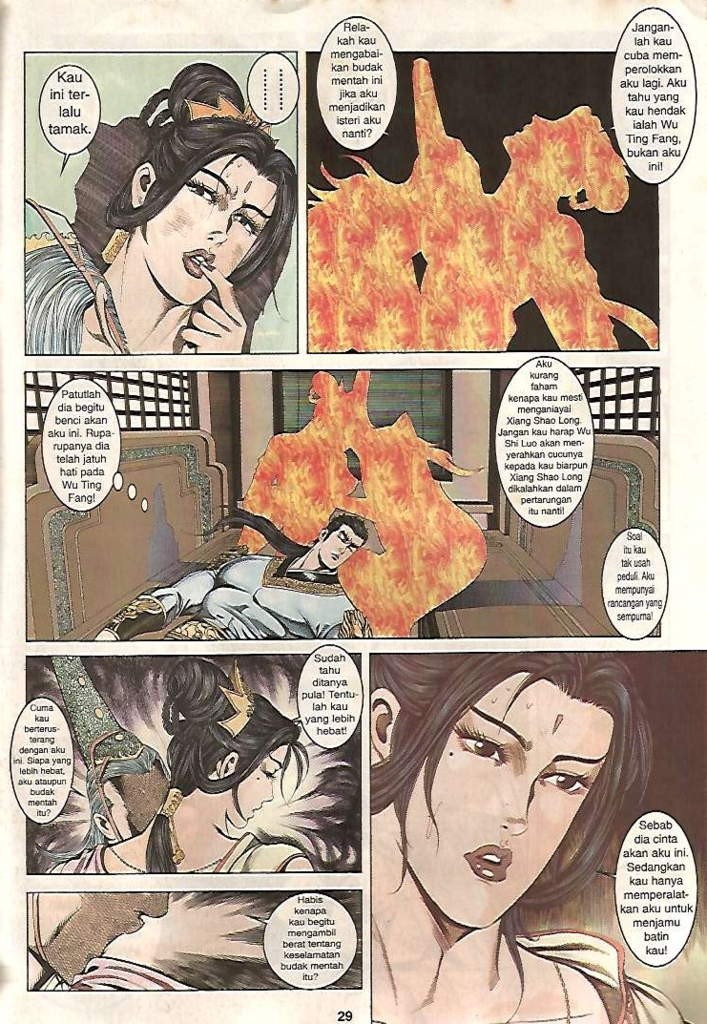 Kau
ini ter-
lalu
tamak.
Rela-
kah kau
mengabai-
kan budak
mentah ini
jika aku
menjadikan
isteri aku
nanti?
Jangan-
lah kau
cuba mem-
perolokkan
aku lagi. Aku
tahu yang
kau hendak
ialah Wu
Ting Fang,
bukan aku
ini!
Patutlah
dia begitu
benci akan
aku ini. Rupa-
rupanya dia
telah jatuh
hati pada
Wu Ting
Fang!
Aku
kurang
faham
kenapa kau mesti
menganiayai
Xiang Shao Long.
Jangan kau harap Wu
Shi Luo akan men-
yerahkan cucunya
kepada kau biarpun
Xiang Shao Long
dikalahkan dalam
pertarungan
itu nanti!
Soal
itu kau
tak usah
peduli. Aku
mempunyai
rancangan yang
sempurna!
Sudah
tahu
ditanya
pula! Tentu-
lah kau
yang lebih
hebat!
Cuma
kau
berterus-
terang
dengan aku
ini. Siapa yang
lebih hebat,
aku ataupun
budak
mentah
itu?
Habis
kenapa
kau begitu
mengambil
berat tentang
keselamatan
budak mentah
itu?
Sebab
dia cinta
akan aku ini.
Sedangkan
kau hanya
memperalat-
kan aku untuk
menjamu
batin
kau!
29